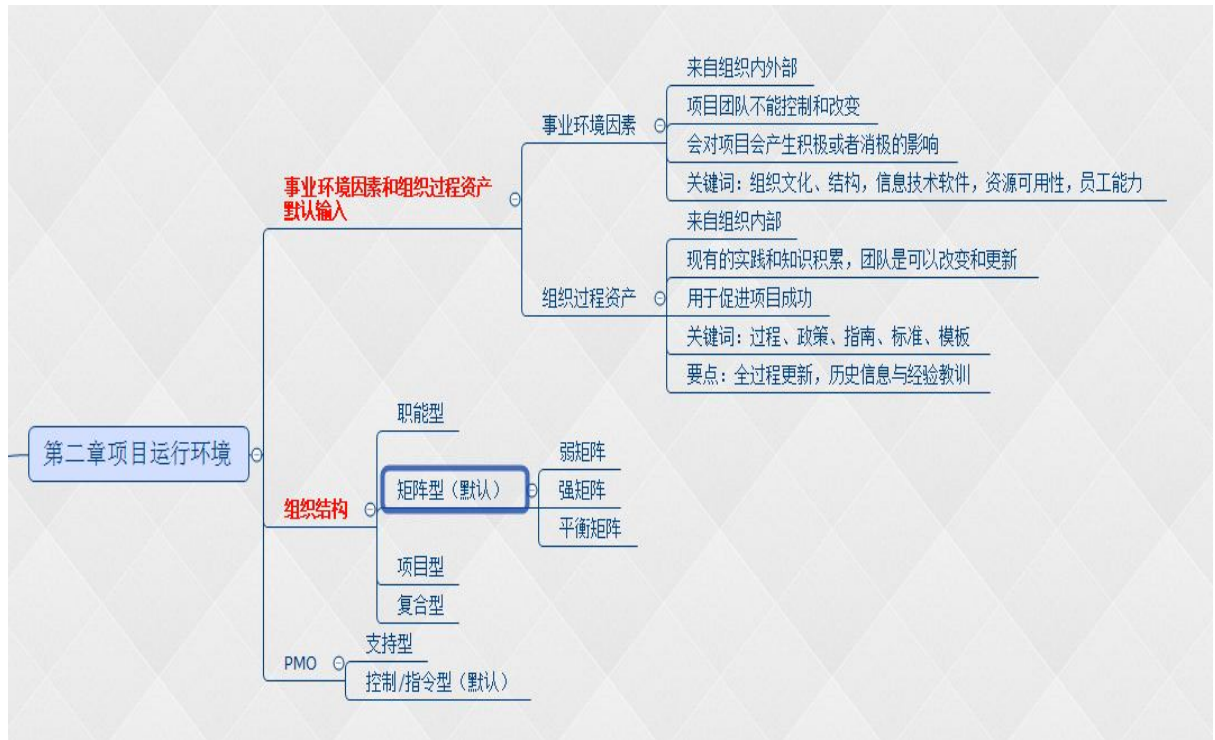 第二章项目运行环境
事业环境因素和组织过程资产
默认输入
事业环境因素
来自组织内外部
项目团队不能控制和改变
会对项目会产生积极或者消极的影响
关键词：组织文化、结构，信息技术软件，资源可用性，员工能力
组织过程资产
来自组织内部
现有的实践和知识积累，团队是可以改变和更新
用于促进项目成功
关键词：过程、政策、指南、标准、模板
要点：全过程更新，历史信息与经验教训
组织结构
职能型
矩阵型（默认）
弱矩阵
强矩阵
平衡矩阵
项目型
复合型
PMO
支持型
控制/指令型（默认）